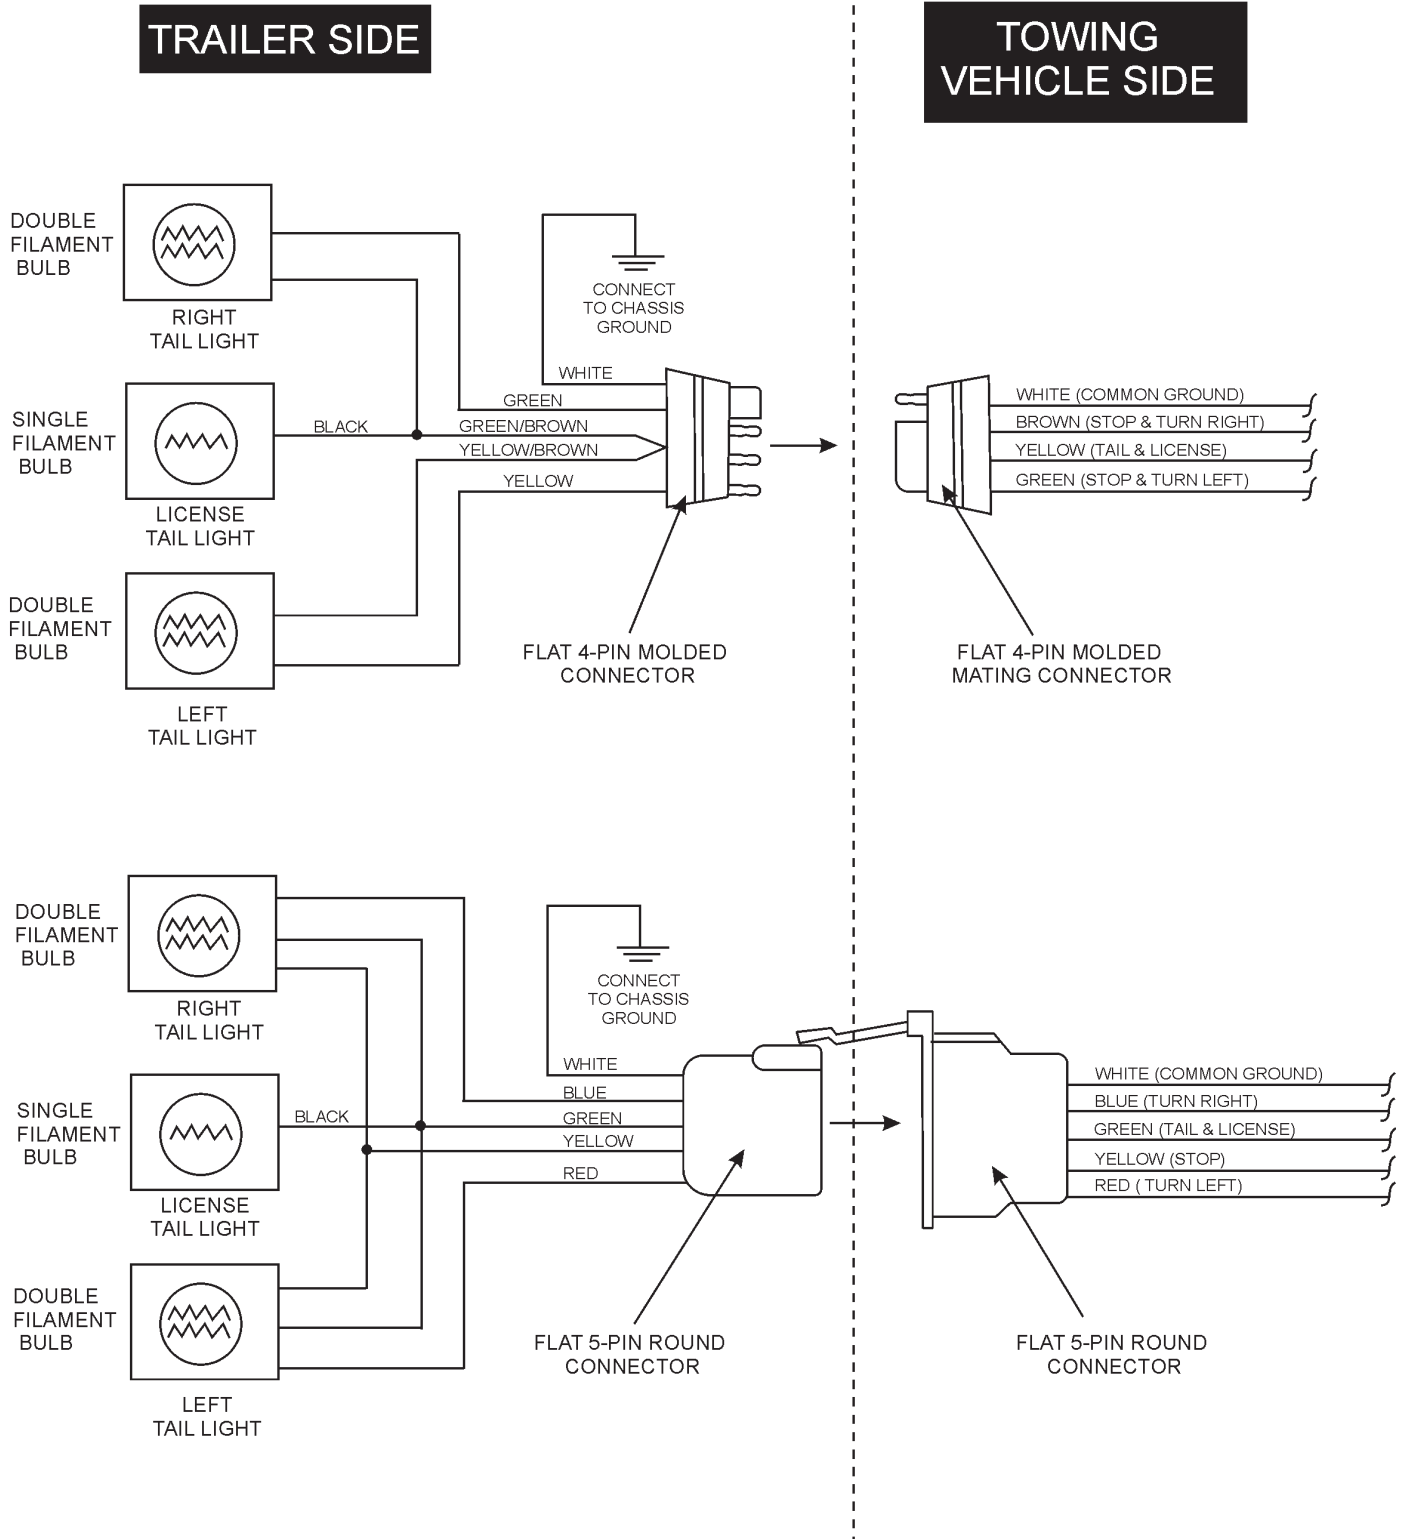 TRAILER SIDE
TOWING
VEHICLE SIDE
DOUBLE
FILAMENT
BULB
RIGHT
TAIL LIGHT
CONNECT
TO CHASSIS
GROUND
WHITE
GREEN
BLACK
GREEN/BROWN
YELLOW/BROWN
YELLOW
SINGLE
FILAMENT
BULB
LICENSE
TAIL LIGHT
WHITE (COMMON GROUND)
BROWN (STOP & TURN RIGHT)
YELLOW (TAIL & LICENSE)
GREEN (STOP & TURN LEFT)
DOUBLE
FILAMENT
BULB
LEFT
TAIL LIGHT
FLAT 4-PIN MOLDED
CONNECTOR
FLAT 4-PIN MOLDED
MATING CONNECTOR
DOUBLE
FILAMENT
BULB
RIGHT
TAIL LIGHT
CONNECT
TO CHASSIS
GROUND
WHITE
BLUE
BLACK
GREEN
YELLOW
RED
SINGLE
FILAMENT
BULB
LICENSE
TAIL LIGHT
WHITE (COMMON GROUND)
BLUE (TURN RIGHT)
GREEN (TAIL & LICENSE)
YELLOW (STOP)
RED ( TURN LEFT)
DOUBLE
FILAMENT
BULB
LEFT
TAIL LIGHT
FLAT 5-PIN ROUND
CONNECTOR
FLAT 5-PIN ROUND
CONNECTOR